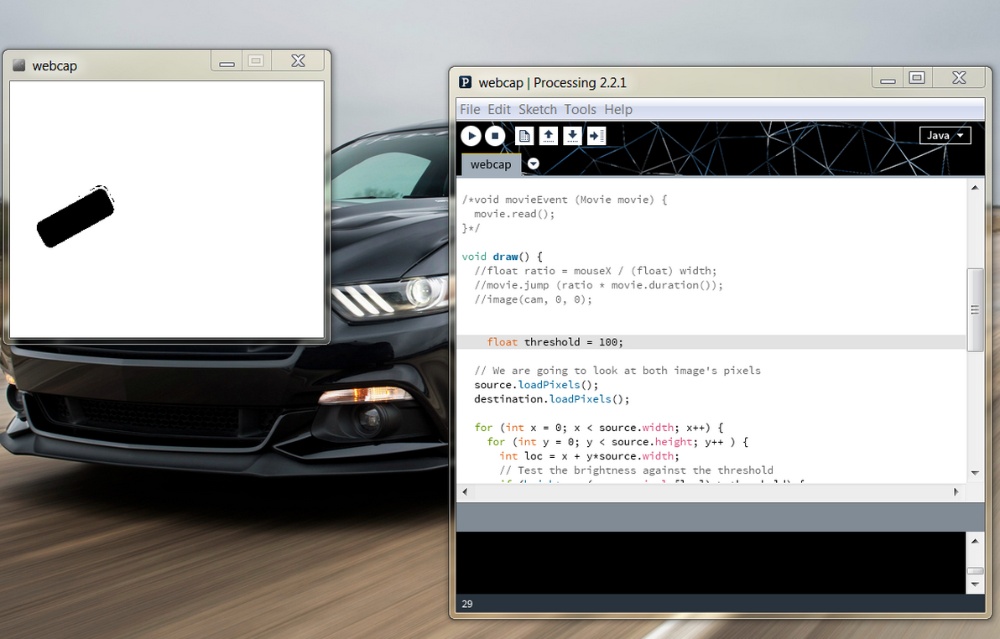 webcap
webcap | Processing 2.2.1
File Edit Sketch Tools Help
Java
webcap
/*void movieEvent (Movie movie) {
  movie.read();
}*/
void draw() {
  //float ratio = mouseX / (float) width;
  //movie.jump (ratio * movie.duration());
  //image(cam, 0, 0);
    float threshold = 100;
  // We are going to look at both image's pixels
  source.loadPixels();
  destination.loadPixels();
  for (int x = 0; x < source.width; x++) {
    for (int y = 0; y < source.height; y++ ) {
      int loc = x + y*source.width;
      // Test the brightness against the threshold
29